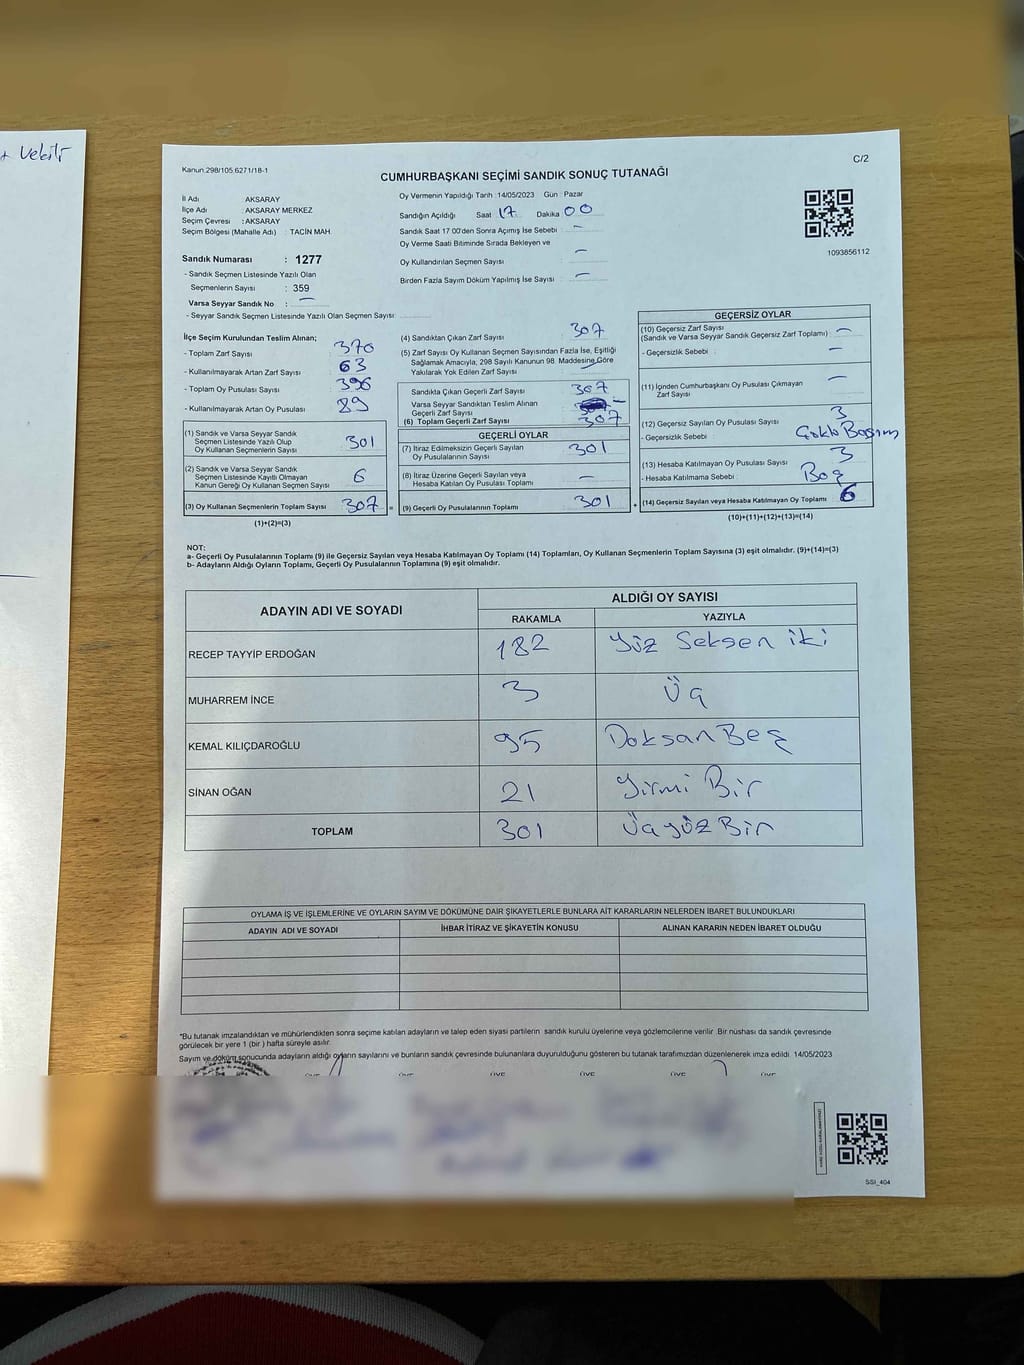 + Vekili
Kanun:298/105,6271/18-1
C/2
CUMHURBAŞKANI SEÇİMİ SANDIK SONUÇ TUTANAĞI
İl Adı : AKSARAY
İlçe Adı : AKSARAY MERKEZ
Seçim Çevresi : AKSARAY
Seçim Bölgesi (Mahalle Adı) : TACİN MAH.
Sandık Numarası : 1277
- Sandık Seçmen Listesinde Yazılı Olan
Seçmenlerin Sayısı : 359
Varsa Seyyar Sandık No : —
- Seyyar Sandık Seçmen Listesinde Yazılı Olan Seçmen Sayısı:
Oy Vermenin Yapıldığı Tarih :14/05/2023 Gün : Pazar
Sandığın Açıldığı Saat 17 Dakika 00
Sandık Saat 17:00'den Sonra Açımış İse Sebebi : —
Oy Verme Saati Bitiminde Sırada Bekleyen ve
Oy Kullandırılan Seçmen Sayısı —
Birden Fazla Sayım Döküm Yapılmış İse Sayısı : —
1093856112
İlçe Seçim Kurulundan Teslim Alınan;
- Toplam Zarf Sayısı : 370
- Kullanılmayarak Artan Zarf Sayısı : 63
- Toplam Oy Pusulası Sayısı : 396
- Kullanılmayarak Artan Oy Pusulası : 89
(1) Sandık ve Varsa Seyyar Sandık
Seçmen Listesinde Yazılı Olup
Oy Kullanan Seçmenlerin Sayısı 301
(2) Sandık ve Varsa Seyyar Sandık
Seçmen Listesinde Kayıtlı Olmayan
Kanun Gereği Oy Kullanan Seçmen Sayısı 6
(3) Oy Kullanan Seçmenlerin Toplam Sayısı 307 =
(1)+(2)=(3)
(4) Sandıktan Çıkan Zarf Sayısı : 307
(5) Zarf Sayısı Oy Kullanan Seçmen Sayısından Fazla İse, Eşitliği
Sağlamak Amacıyla; 298 Sayılı Kanunun 98. Maddesine Göre
Yakılarak Yok Edilen Zarf Sayısı : —
Sandıkta Çıkan Geçerli Zarf Sayısı : 307
Varsa Seyyar Sandıktan Teslim Alınan
Geçerli Zarf Sayısı : —
(6) Toplam Geçerli Zarf Sayısı : 307
GEÇERLİ OYLAR
(7) İtiraz Edilmeksizin Geçerli Sayılan
Oy Pusulalarının Sayısı : 301
(8) İtiraz Üzerine Geçerli Sayılan veya
Hesaba Katılan Oy Pusulası Toplamı : —
(9) Geçerli Oy Pusulalarının Toplamı 301 +
GEÇERSİZ OYLAR
(10) Geçersiz Zarf Sayısı : —
(Sandık ve Varsa Seyyar Sandık Geçersiz Zarf Toplamı)
- Geçersizlik Sebebi : —
(11) İçinden Cumhurbaşkanı Oy Pusulası Çıkmayan
Zarf Sayısı : —
(12) Geçersiz Sayılan Oy Pusulası Sayısı : 3
- Geçersizlik Sebebi : Çoklu Basım
(13) Hesaba Katılmayan Oy Pusulası Sayısı : 3
- Hesaba Katılmama Sebebi : Boş
(14) Geçersiz Sayılan veya Hesaba Katılmayan Oy Toplamı : 6
(10)+(11)+(12)+(13)=(14)
NOT:
a- Geçerli Oy Pusulalarının Toplamı (9) ile Geçersiz Sayılan veya Hesaba Katılmayan Oy Toplamı (14) Toplamları, Oy Kullanan Seçmenlerin Toplam Sayısına (3) eşit olmalıdır. (9)+(14)=(3)
b- Adayların Aldığı Oyların Toplamı, Geçerli Oy Pusulalarının Toplamına (9) eşit olmalıdır.
ADAYIN ADI VE SOYADI ALDIĞI OY SAYISI
RAKAMLA YAZIYLA
RECEP TAYYİP ERDOĞAN 182 Yüz Seksen iki
MUHARREM İNCE 3 Üç
KEMAL KILIÇDAROĞLU 95 Doksan Beş
SİNAN OĞAN 21 Yirmi Bir
TOPLAM 301 Üçyüz Bir
OYLAMA İŞ VE İŞLEMLERİNE VE OYLARIN SAYIM VE DÖKÜMÜNE DAİR ŞİKAYETLERLE BUNLARA AİT KARARLARIN NELERDEN İBARET BULUNDUKLARI
ADAYIN ADI VE SOYADI İHBAR İTİRAZ VE ŞİKAYETİN KONUSU ALINAN KARARIN NEDEN İBARET OLDUĞU
"Bu tutanak imzalandıktan ve mühürlendikten sonra seçime katılan adayların ve talep eden siyasi partilerin sandık kurulu üyelerine veya gözlemcilerine verilir. Bir nüshası da sandık çevresinde
görülecek bir yere 1 (bir ) hafta süreyle asılır.
Sayım ve döküm sonucunda adayların aldığı oyların sayılarını ve bunların sandık çevresinde bulunanlara duyurulduğunu gösteren bu tutanak tarafımızdan düzenlenerek imza edildi. 14/05/2023
ÜYE ÜYE ÜYE ÜYE ÜYE ÜYE
SSI_404